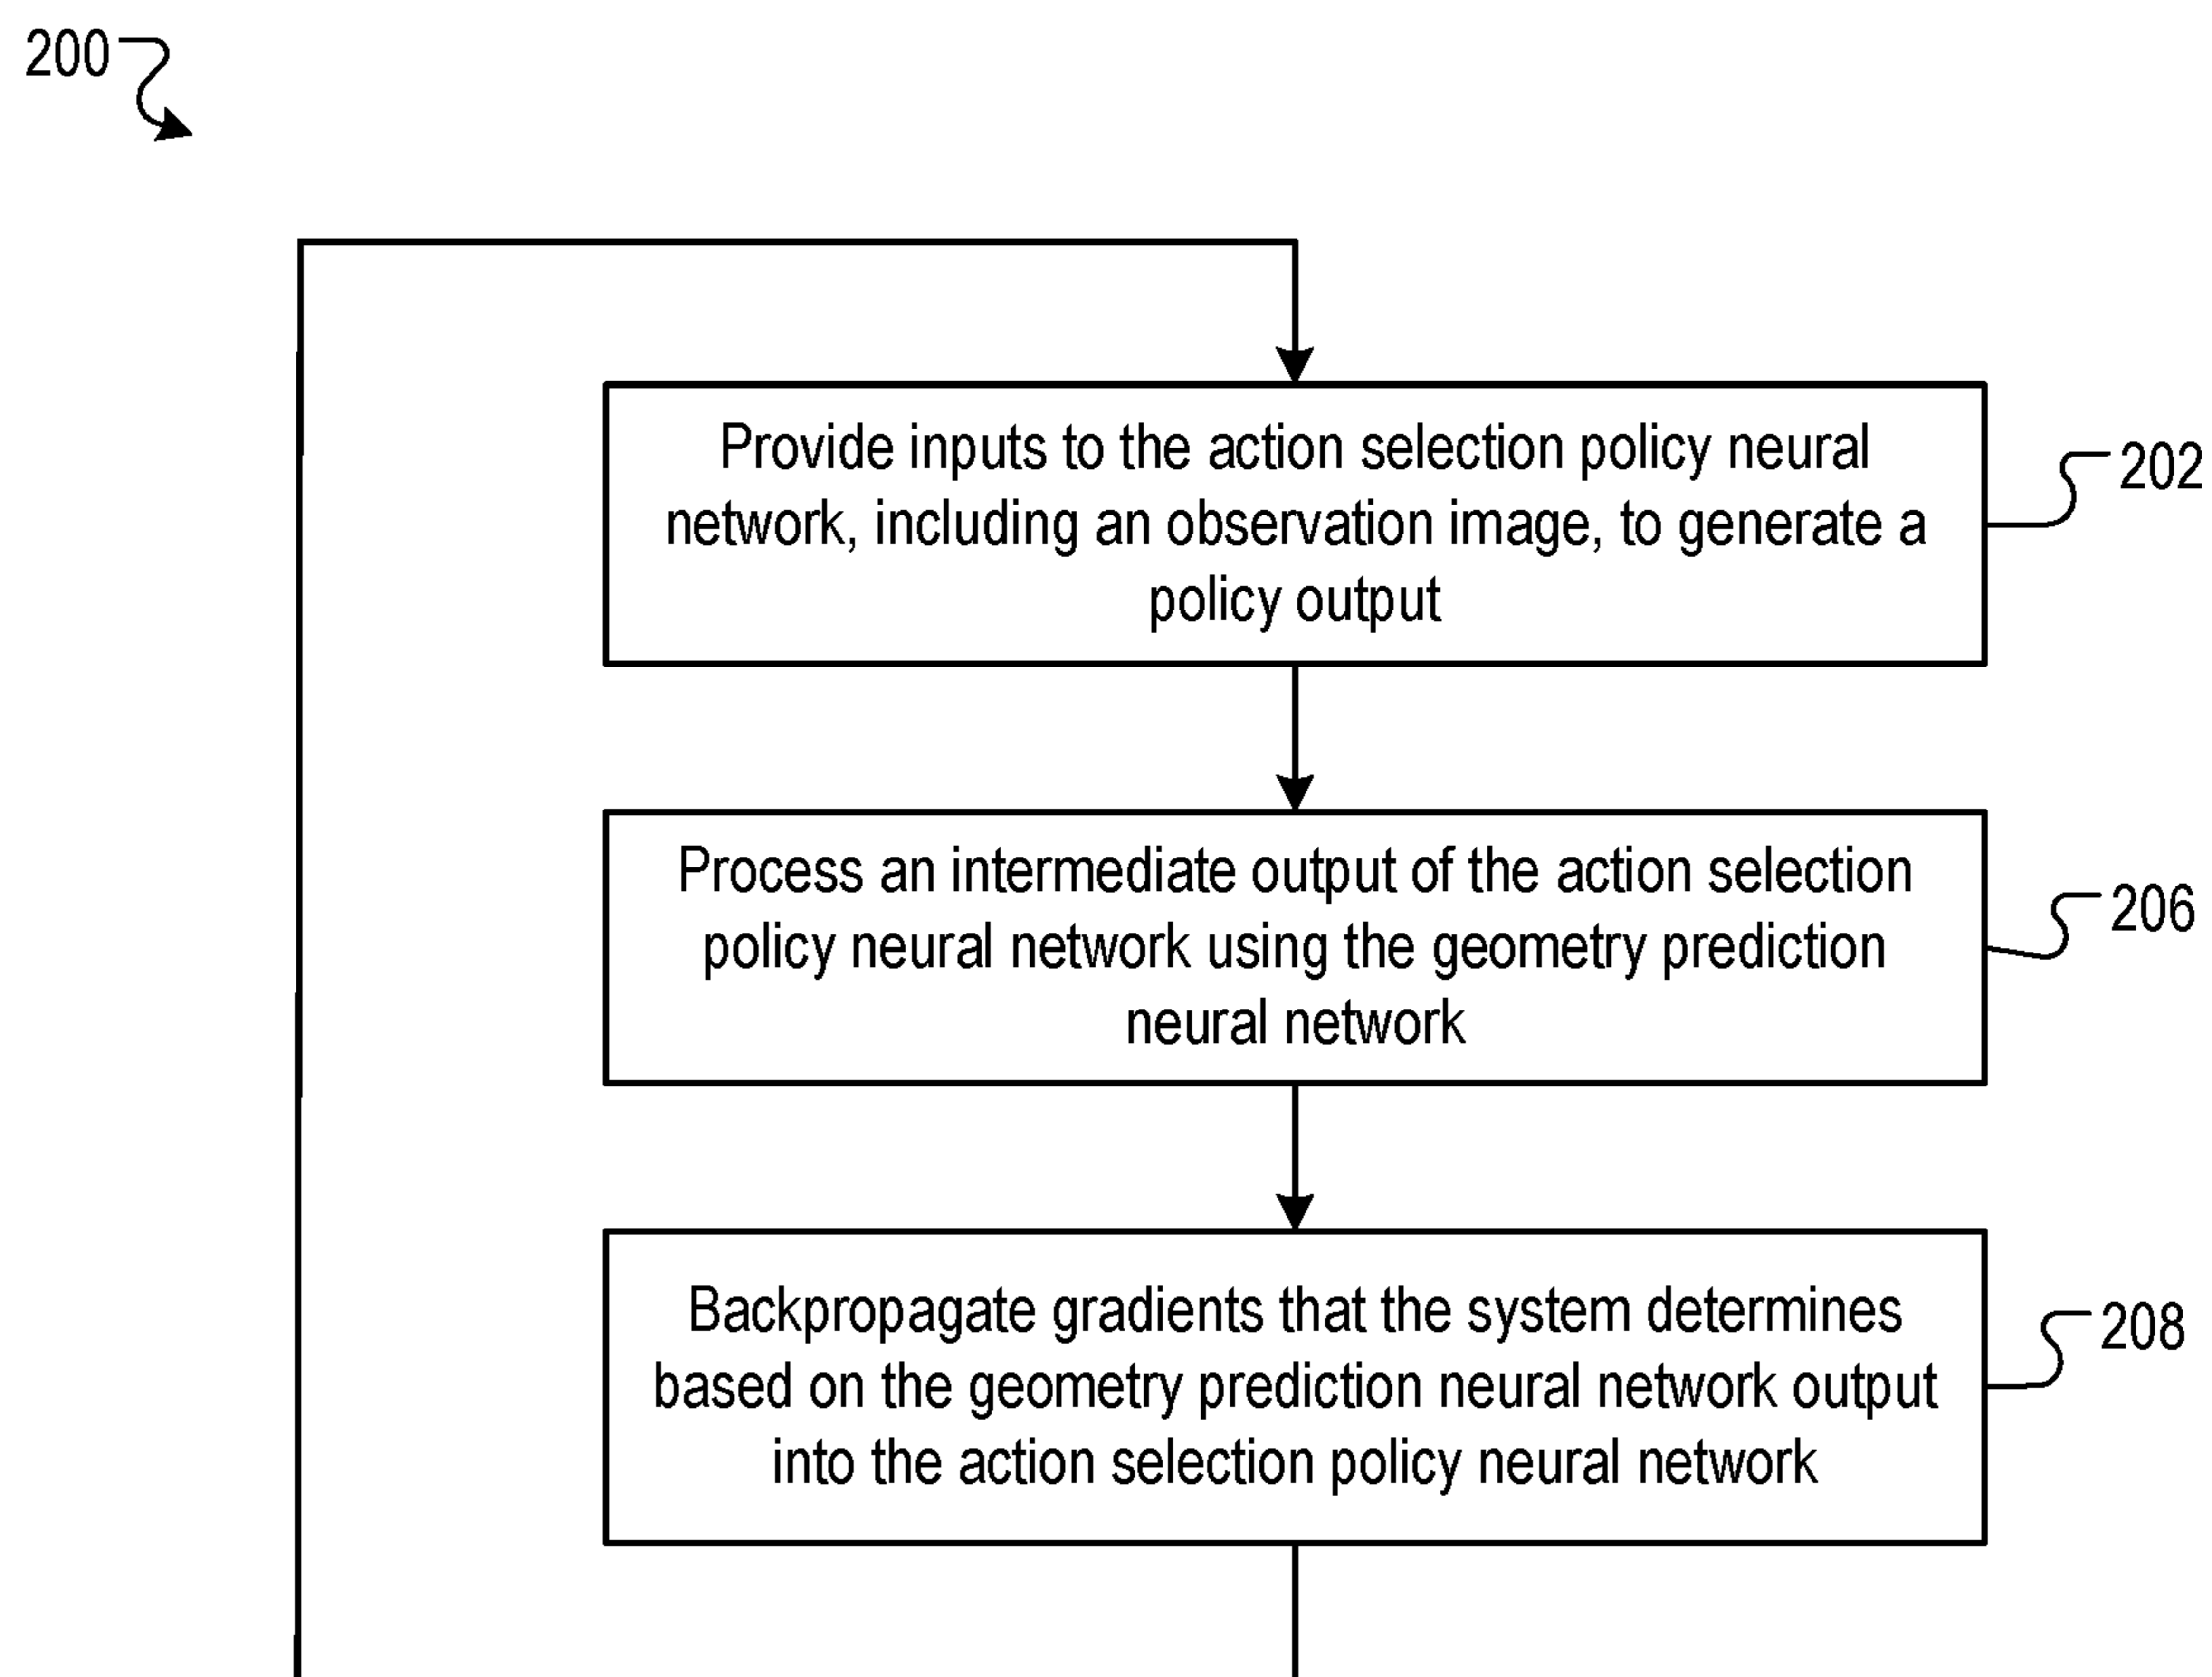 200
Provide inputs to the action selection policy neural
network, including an observation image, to generate a
policy output
202
Process an intermediate output of the action selection
policy neural network using the geometry prediction
neural network
206
Backpropagate gradients that the system determines
based on the geometry prediction neural network output
into the action selection policy neural network
208